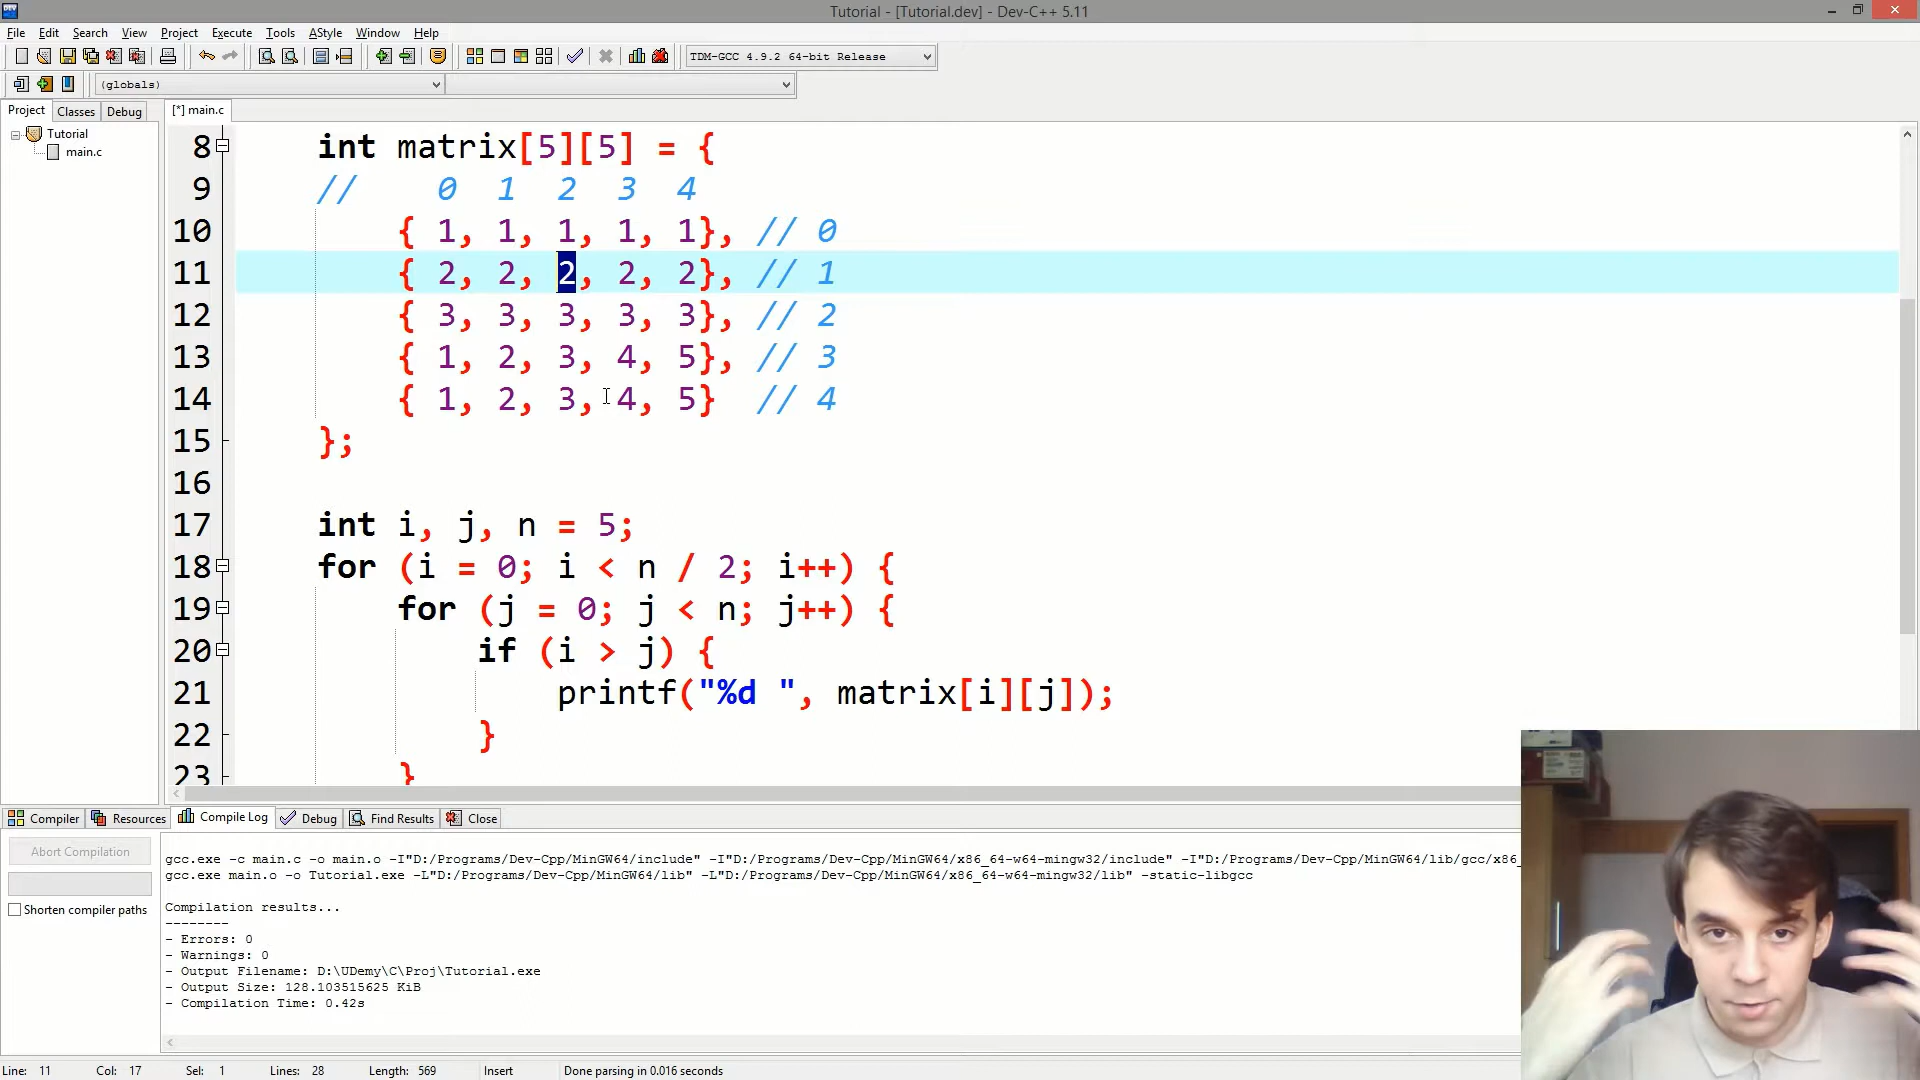 Tutorial - [Tutorial.dev] - Dev-C++ 5.11
File Edit Search View Project Execute Tools AStyle Window Help
TDM-GCC 4.9.2 64-bit Release
(globals)
Project Classes Debug
[*] main.c
Tutorial
main.c
8 int matrix[5][5] = {
9 // 0 1 2 3 4
10 { 1, 1, 1, 1, 1}, // 0
11 { 2, 2, 2, 2, 2}, // 1
12 { 3, 3, 3, 3, 3}, // 2
13 { 1, 2, 3, 4, 5}, // 3
14 { 1, 2, 3, 4, 5} // 4
15 };
16
17 int i, j, n = 5;
18 for (i = 0; i < n / 2; i++) {
19 for (j = 0; j < n; j++) {
20 if (i > j) {
21 printf("%d ", matrix[i][j]);
22 }
23 }
Compiler Resources Compile Log Debug Find Results Close
Abort Compilation
Shorten compiler paths
gcc.exe -c main.c -o main.o -I"D:/Programs/Dev-Cpp/MinGW64/include" -I"D:/Programs/Dev-Cpp/MinGW64/x86_64-w64-mingw32/include" -I"D:/Programs/Dev-Cpp/MinGW64/lib/gcc/x86_
gcc.exe main.o -o Tutorial.exe -L"D:/Programs/Dev-Cpp/MinGW64/lib" -L"D:/Programs/Dev-Cpp/MinGW64/x86_64-w64-mingw32/lib" -static-libgcc
Compilation results...
--------
- Errors: 0
- Warnings: 0
- Output Filename: D:\UDemy\C\Proj\Tutorial.exe
- Output Size: 128.103515625 KiB
- Compilation Time: 0.42s
Line: 11 Col: 17 Sel: 1 Lines: 28 Length: 569 Insert Done parsing in 0.016 seconds